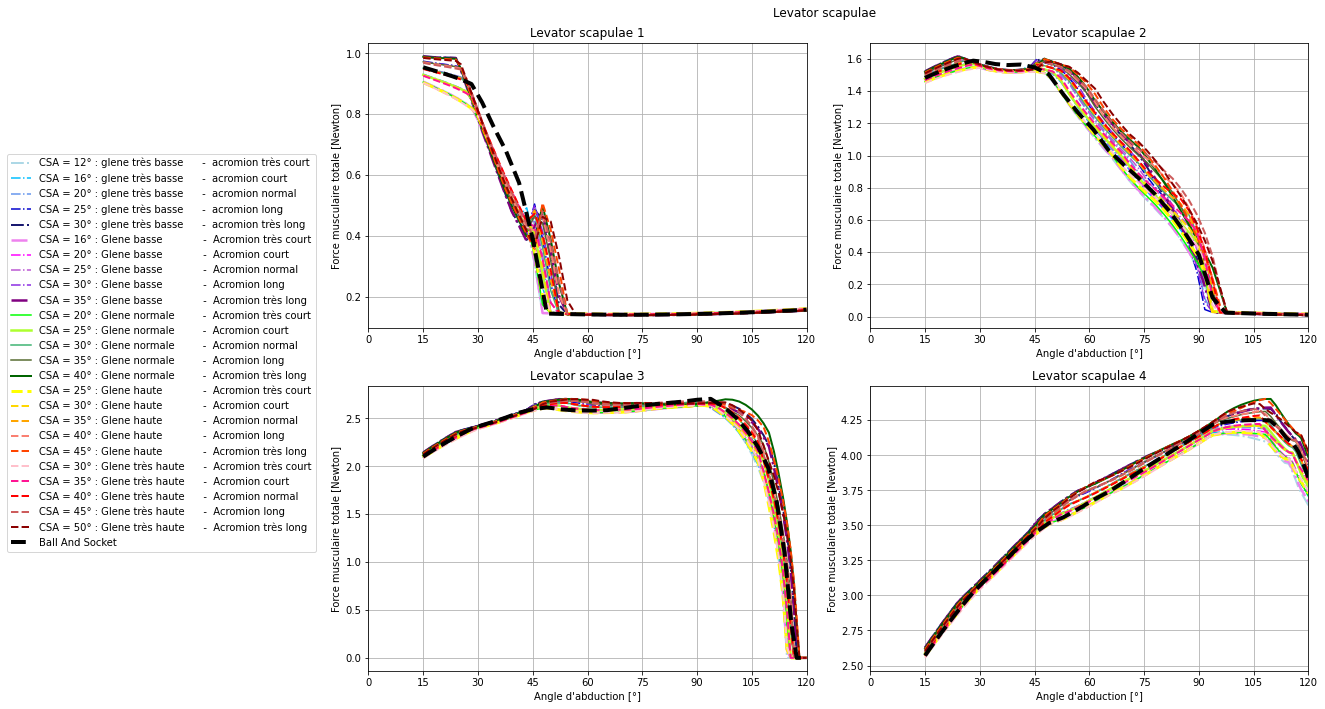 Levator scapulae
CSA = 12° : glene très basse - acromion très court
CSA = 16° : glene très basse - acromion court
CSA = 20° : glene très basse - acromion normal
CSA = 25° : glene très basse - acromion long
CSA = 30° : glene très basse - acromion très long
CSA = 16° : Glene basse - Acromion très court
CSA = 20° : Glene basse - Acromion court
CSA = 25° : Glene basse - Acromion normal
CSA = 30° : Glene basse - Acromion long
CSA = 35° : Glene basse - Acromion très long
CSA = 20° : Glene normale - Acromion très court
CSA = 25° : Glene normale - Acromion court
CSA = 30° : Glene normale - Acromion normal
CSA = 35° : Glene normale - Acromion long
CSA = 40° : Glene normale - Acromion très long
CSA = 25° : Glene haute - Acromion très court
CSA = 30° : Glene haute - Acromion court
CSA = 35° : Glene haute - Acromion normal
CSA = 40° : Glene haute - Acromion long
CSA = 45° : Glene haute - Acromion très long
CSA = 30° : Glene très haute - Acromion très court
CSA = 35° : Glene très haute - Acromion court
CSA = 40° : Glene très haute - Acromion normal
CSA = 45° : Glene très haute - Acromion long
CSA = 50° : Glene très haute - Acromion très long
Ball And Socket
Levator scapulae 1
Force musculaire totale [Newton]
1.0
0.8
0.6
0.4
0.2
0 15 30 45 60 75 90 105 120
Angle d'abduction [°]
Levator scapulae 2
Force musculaire totale [Newton]
1.6
1.4
1.2
1.0
0.8
0.6
0.4
0.2
0.0
0 15 30 45 60 75 90 105 120
Angle d'abduction [°]
Levator scapulae 3
Force musculaire totale [Newton]
2.5
2.0
1.5
1.0
0.5
0.0
0 15 30 45 60 75 90 105 120
Angle d'abduction [°]
Levator scapulae 4
Force musculaire totale [Newton]
4.25
4.00
3.75
3.50
3.25
3.00
2.75
2.50
0 15 30 45 60 75 90 105 120
Angle d'abduction [°]